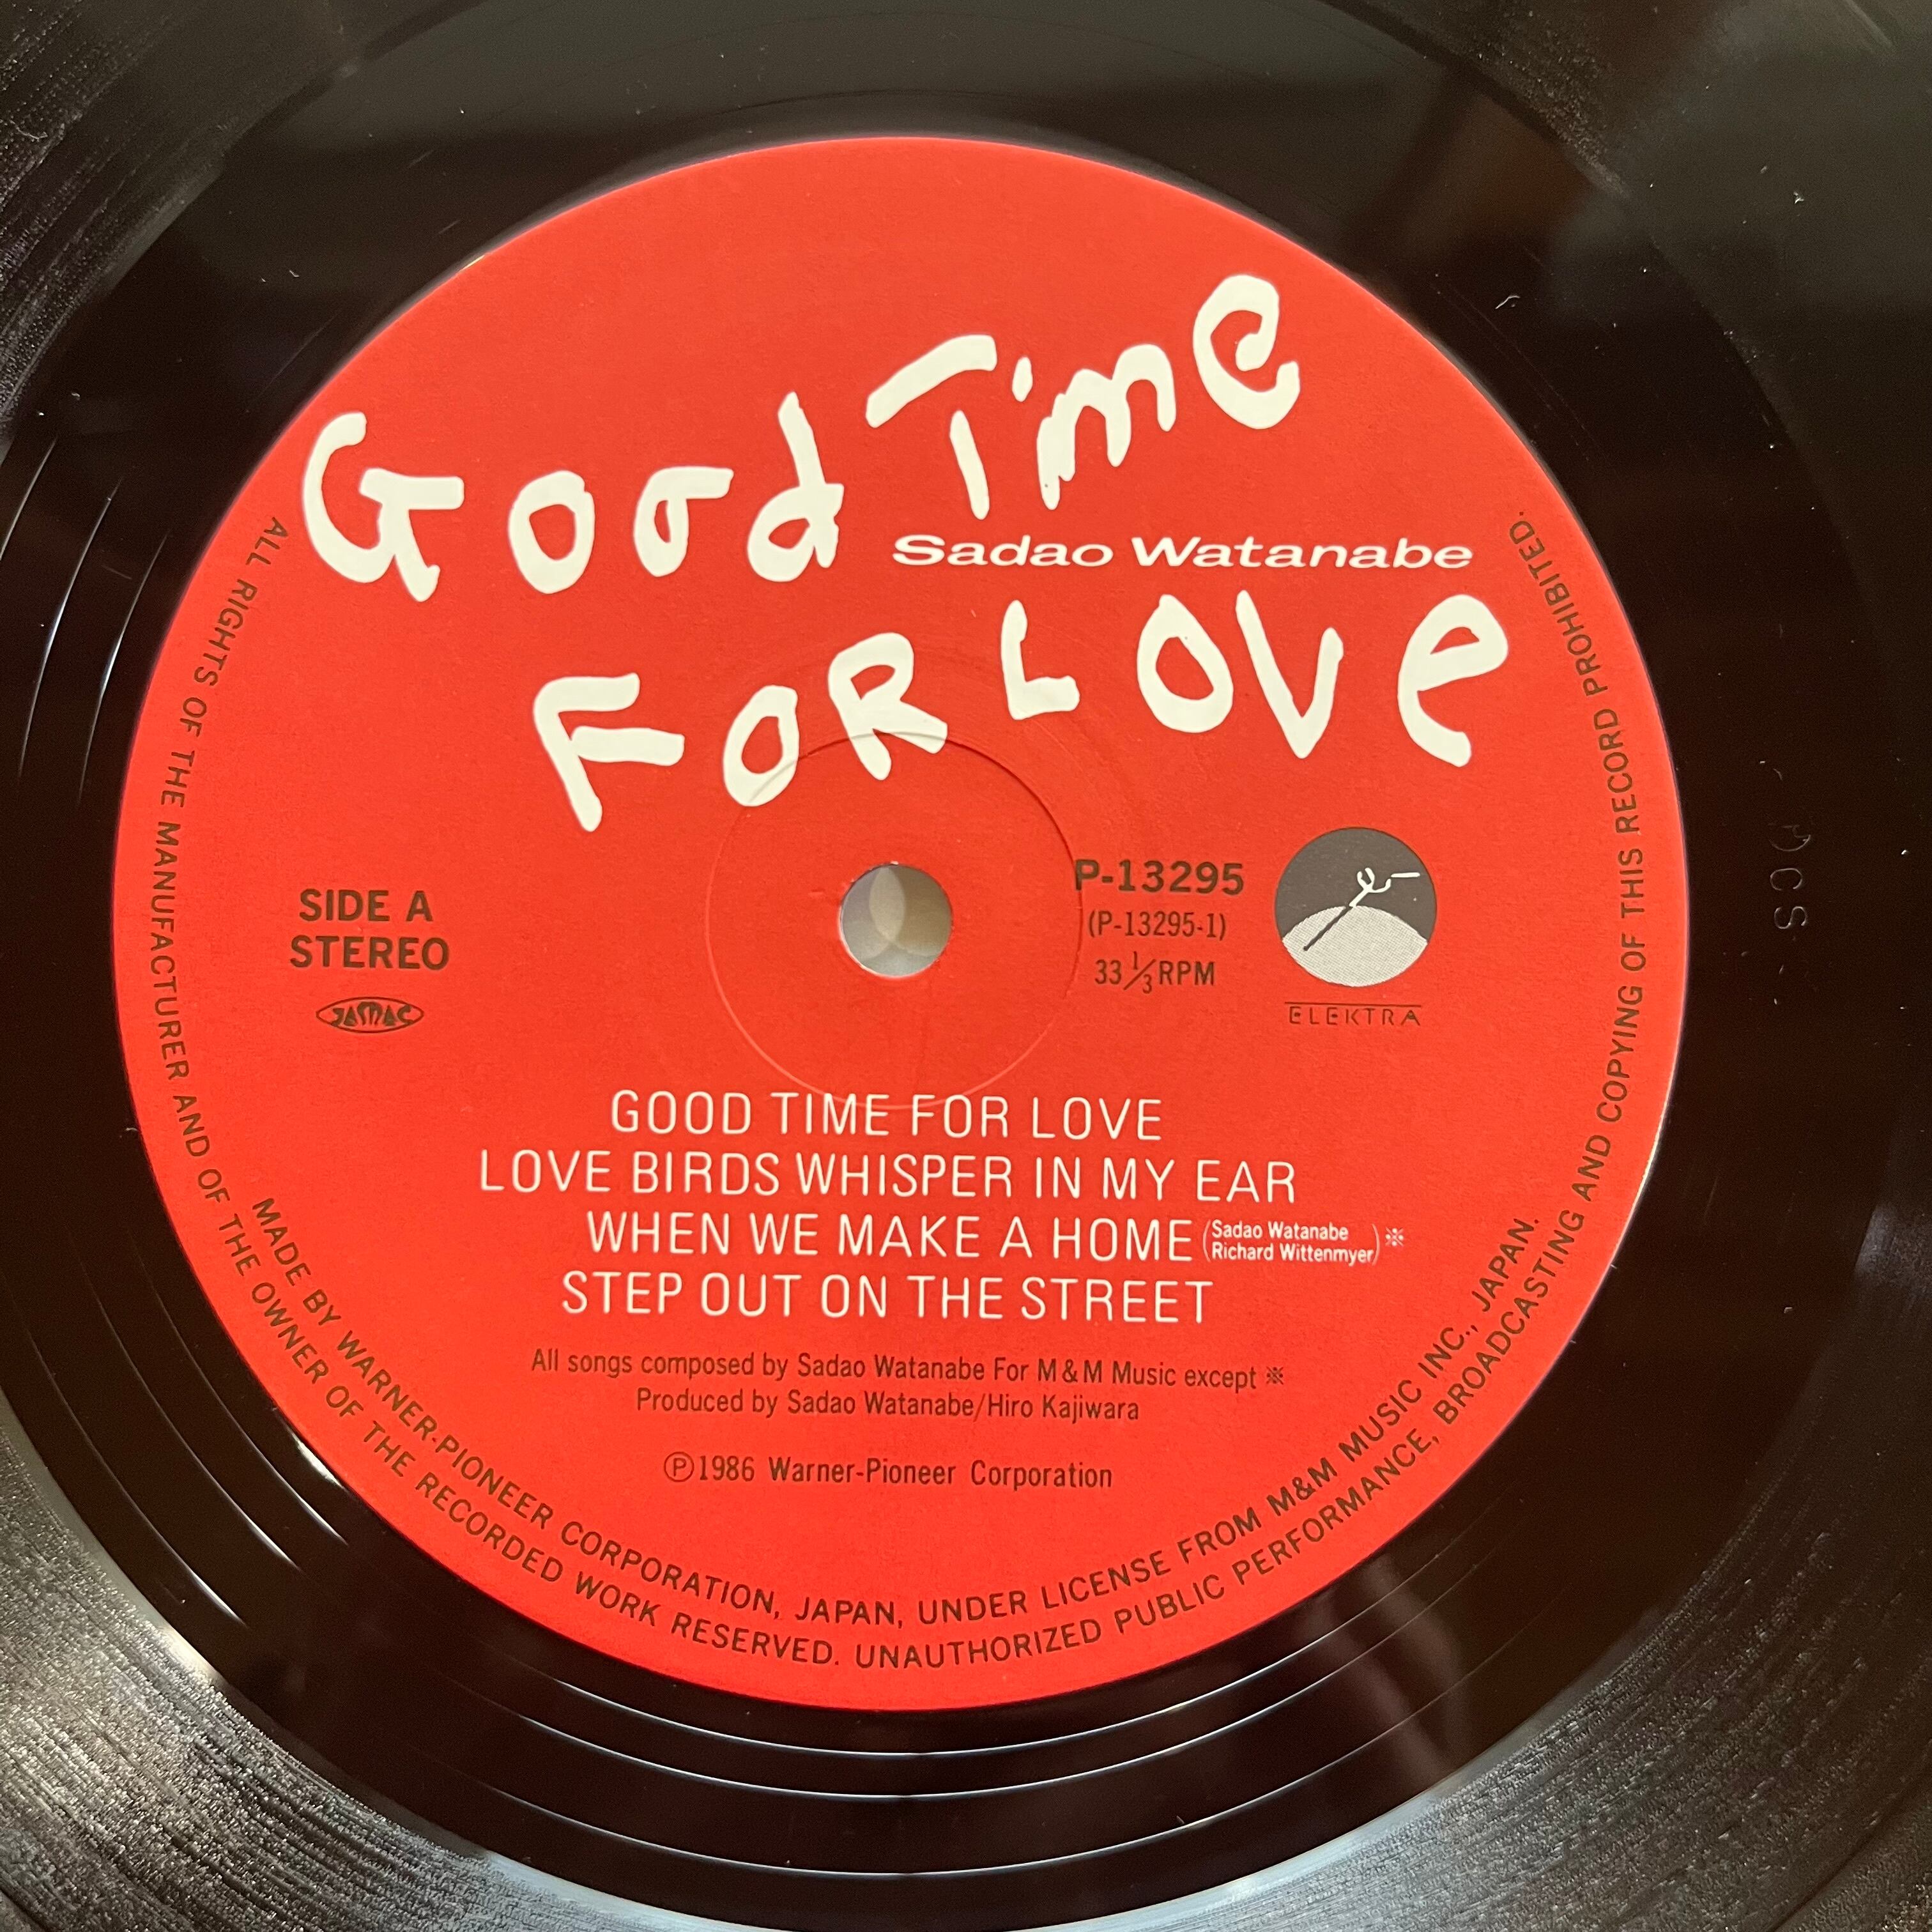 Good Time
Sadao Watanabe
FOR LOVe
SIDE A
STEREO
JASRAC
P-13295
(P-13295-1)
33 1/3 RPM
ELEKTRA
GOOD TIME FOR LOVE
LOVE BIRDS WHISPER IN MY EAR
WHEN WE MAKE A HOME (Sadao Watanabe
Richard Wittenmyer) ※
STEP OUT ON THE STREET
All songs composed by Sadao Watanabe For M&M Music except ※
Produced by Sadao Watanabe/Hiro Kajiwara
Ⓟ1986 Warner-Pioneer Corporation
MADE BY WARNER-PIONEER CORPORATION, JAPAN, UNDER LICENSE FROM M&M MUSIC INC., JAPAN.
ALL RIGHTS OF THE MANUFACTURER AND OF THE OWNER OF THE RECORDED WORK RESERVED. UNAUTHORIZED PUBLIC PERFORMANCE, BROADCASTING AND COPYING OF THIS RECORD PROHIBITED.